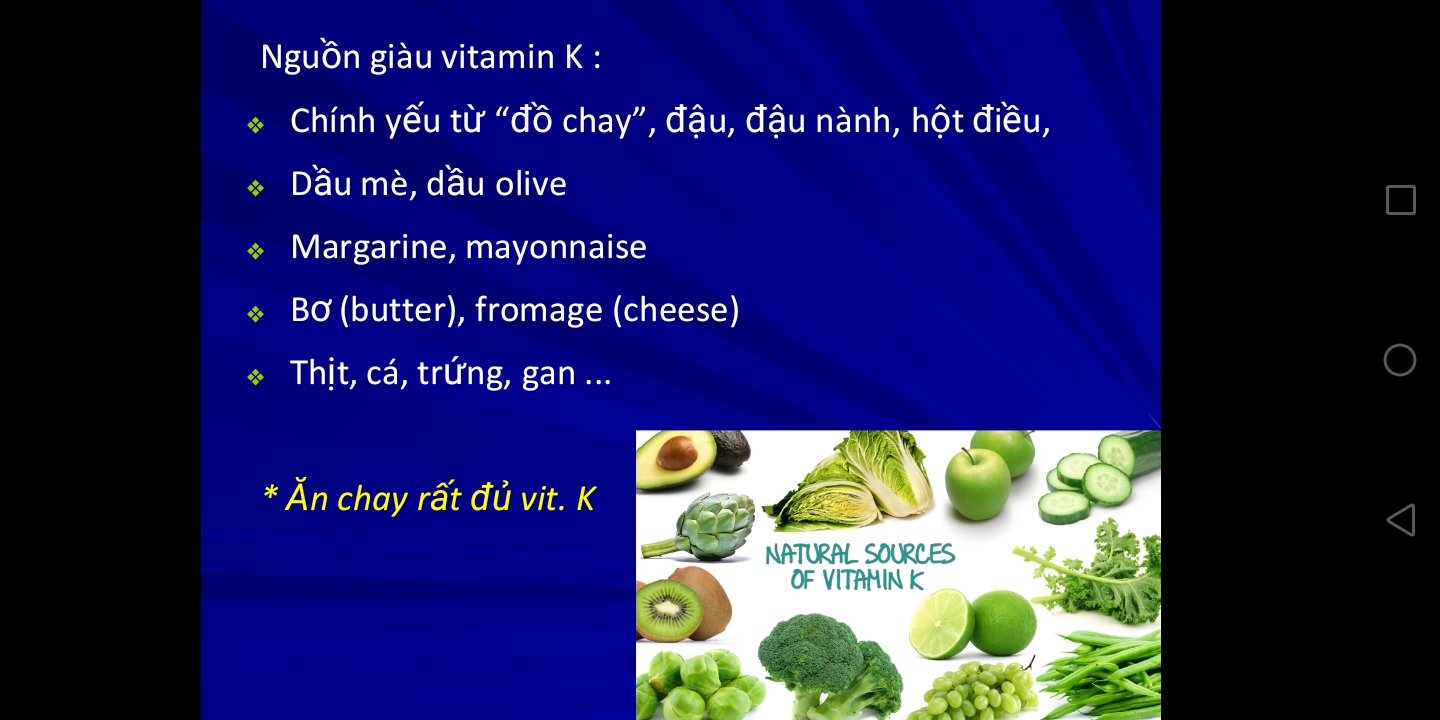 Nguồn giàu vitamin K :
❖ Chính yếu từ “đồ chay”, đậu, đậu nành, hột điều,
❖ Dầu mè, dầu olive
❖ Margarine, mayonnaise
❖ Bơ (butter), fromage (cheese)
❖ Thịt, cá, trứng, gan ...
* Ăn chay rất đủ vit. K
NATURAL SOURCES
OF VITAMIN K